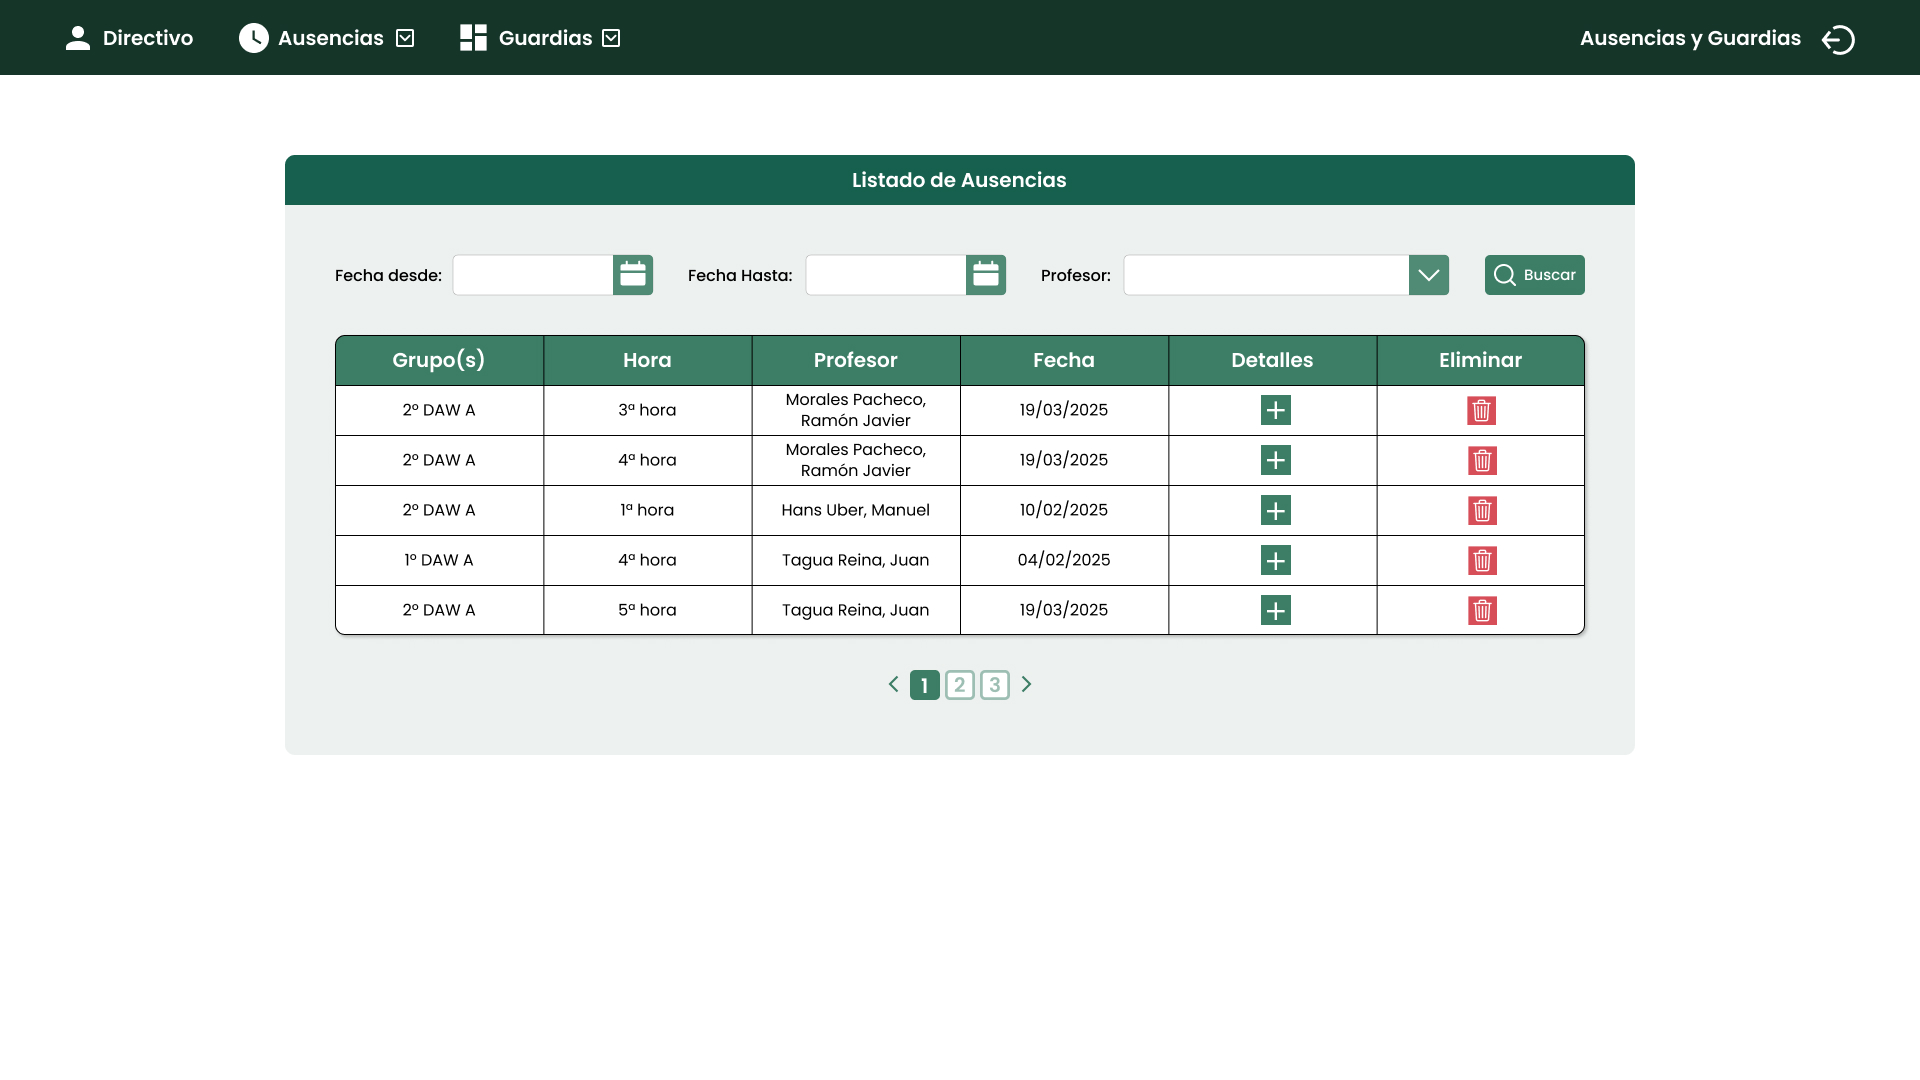 Directivo Ausencias Guardias Ausencias y Guardias
Listado de Ausencias
Fecha desde: Fecha Hasta: Profesor: Buscar
Grupo(s) Hora Profesor Fecha Detalles Eliminar
2º DAW A 3ª hora Morales Pacheco, Ramón Javier 19/03/2025
2º DAW A 4ª hora Morales Pacheco, Ramón Javier 19/03/2025
2º DAW A 1ª hora Hans Uber, Manuel 10/02/2025
1º DAW A 4ª hora Tagua Reina, Juan 04/02/2025
2º DAW A 5ª hora Tagua Reina, Juan 19/03/2025
1 2 3